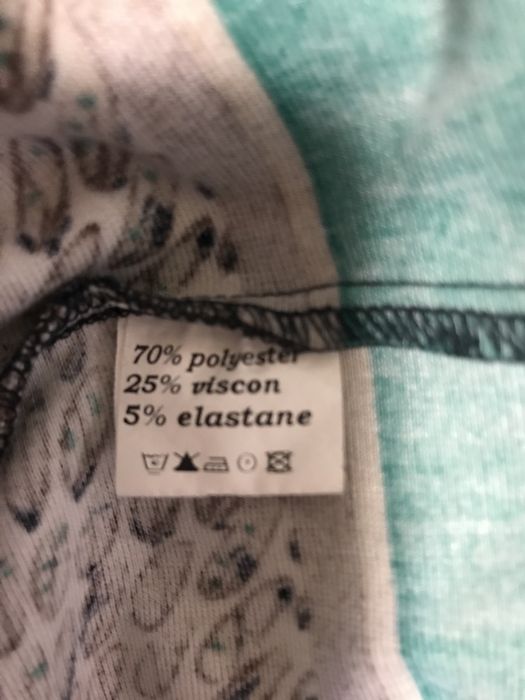 70% polyester
25% viscon
5% elastane